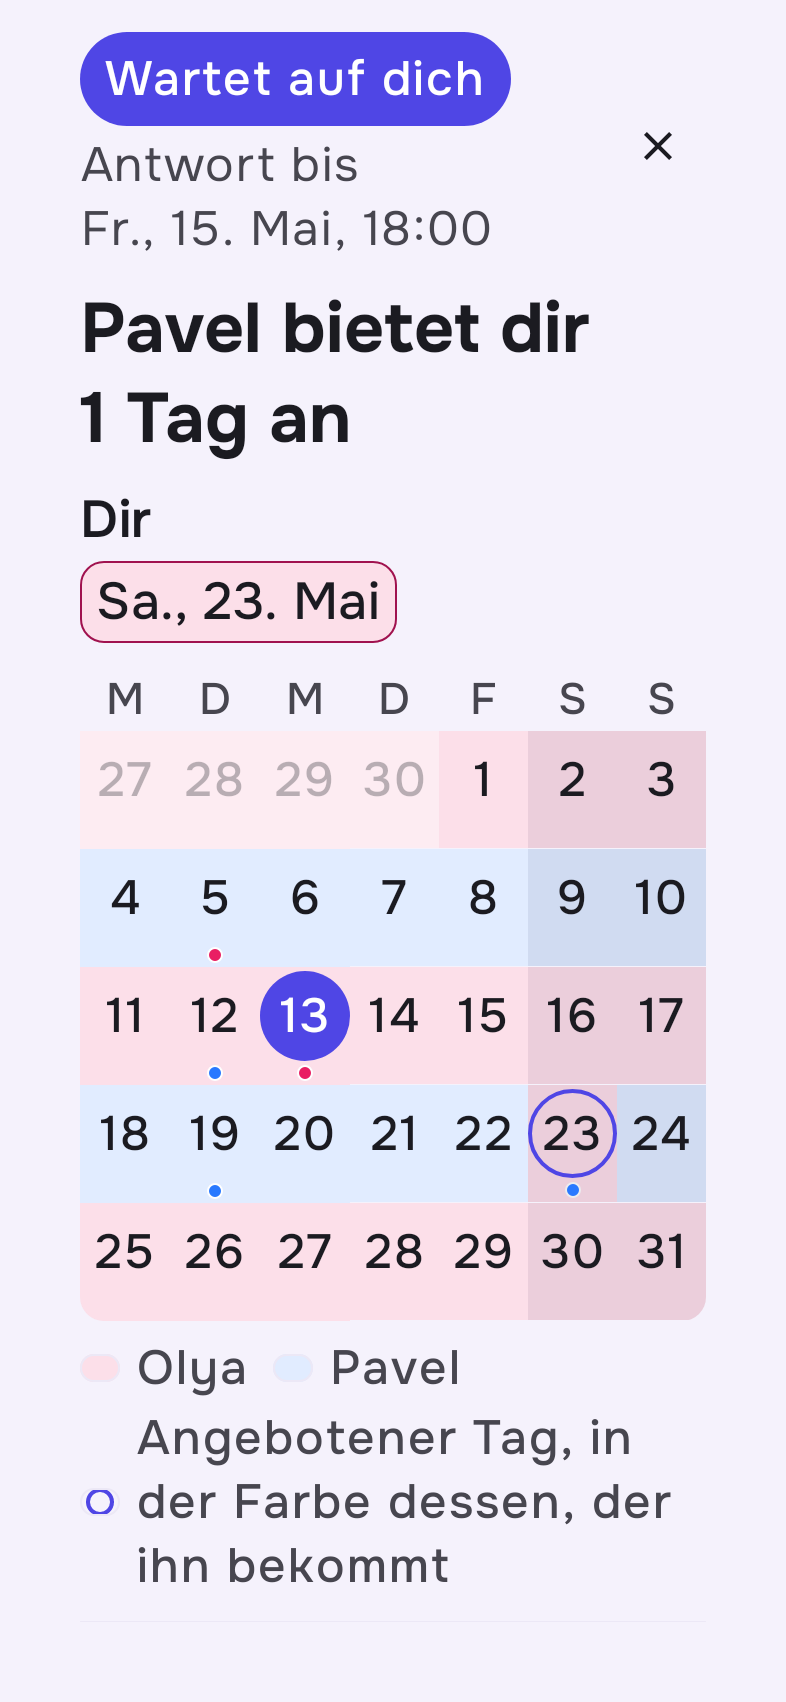 Wartet auf dich
Antwort bis
Fr., 15. Mai, 18:00
Pavel bietet dir
1 Tag an
Dir
Sa., 23. Mai
M D M D F S S
27 28 29 30 1 2 3
4 5 6 7 8 9 10
11 12 13 14 15 16 17
18 19 20 21 22 23 24
25 26 27 28 29 30 31
Olya Pavel
Angebotener Tag, in
der Farbe dessen, der
ihn bekommt